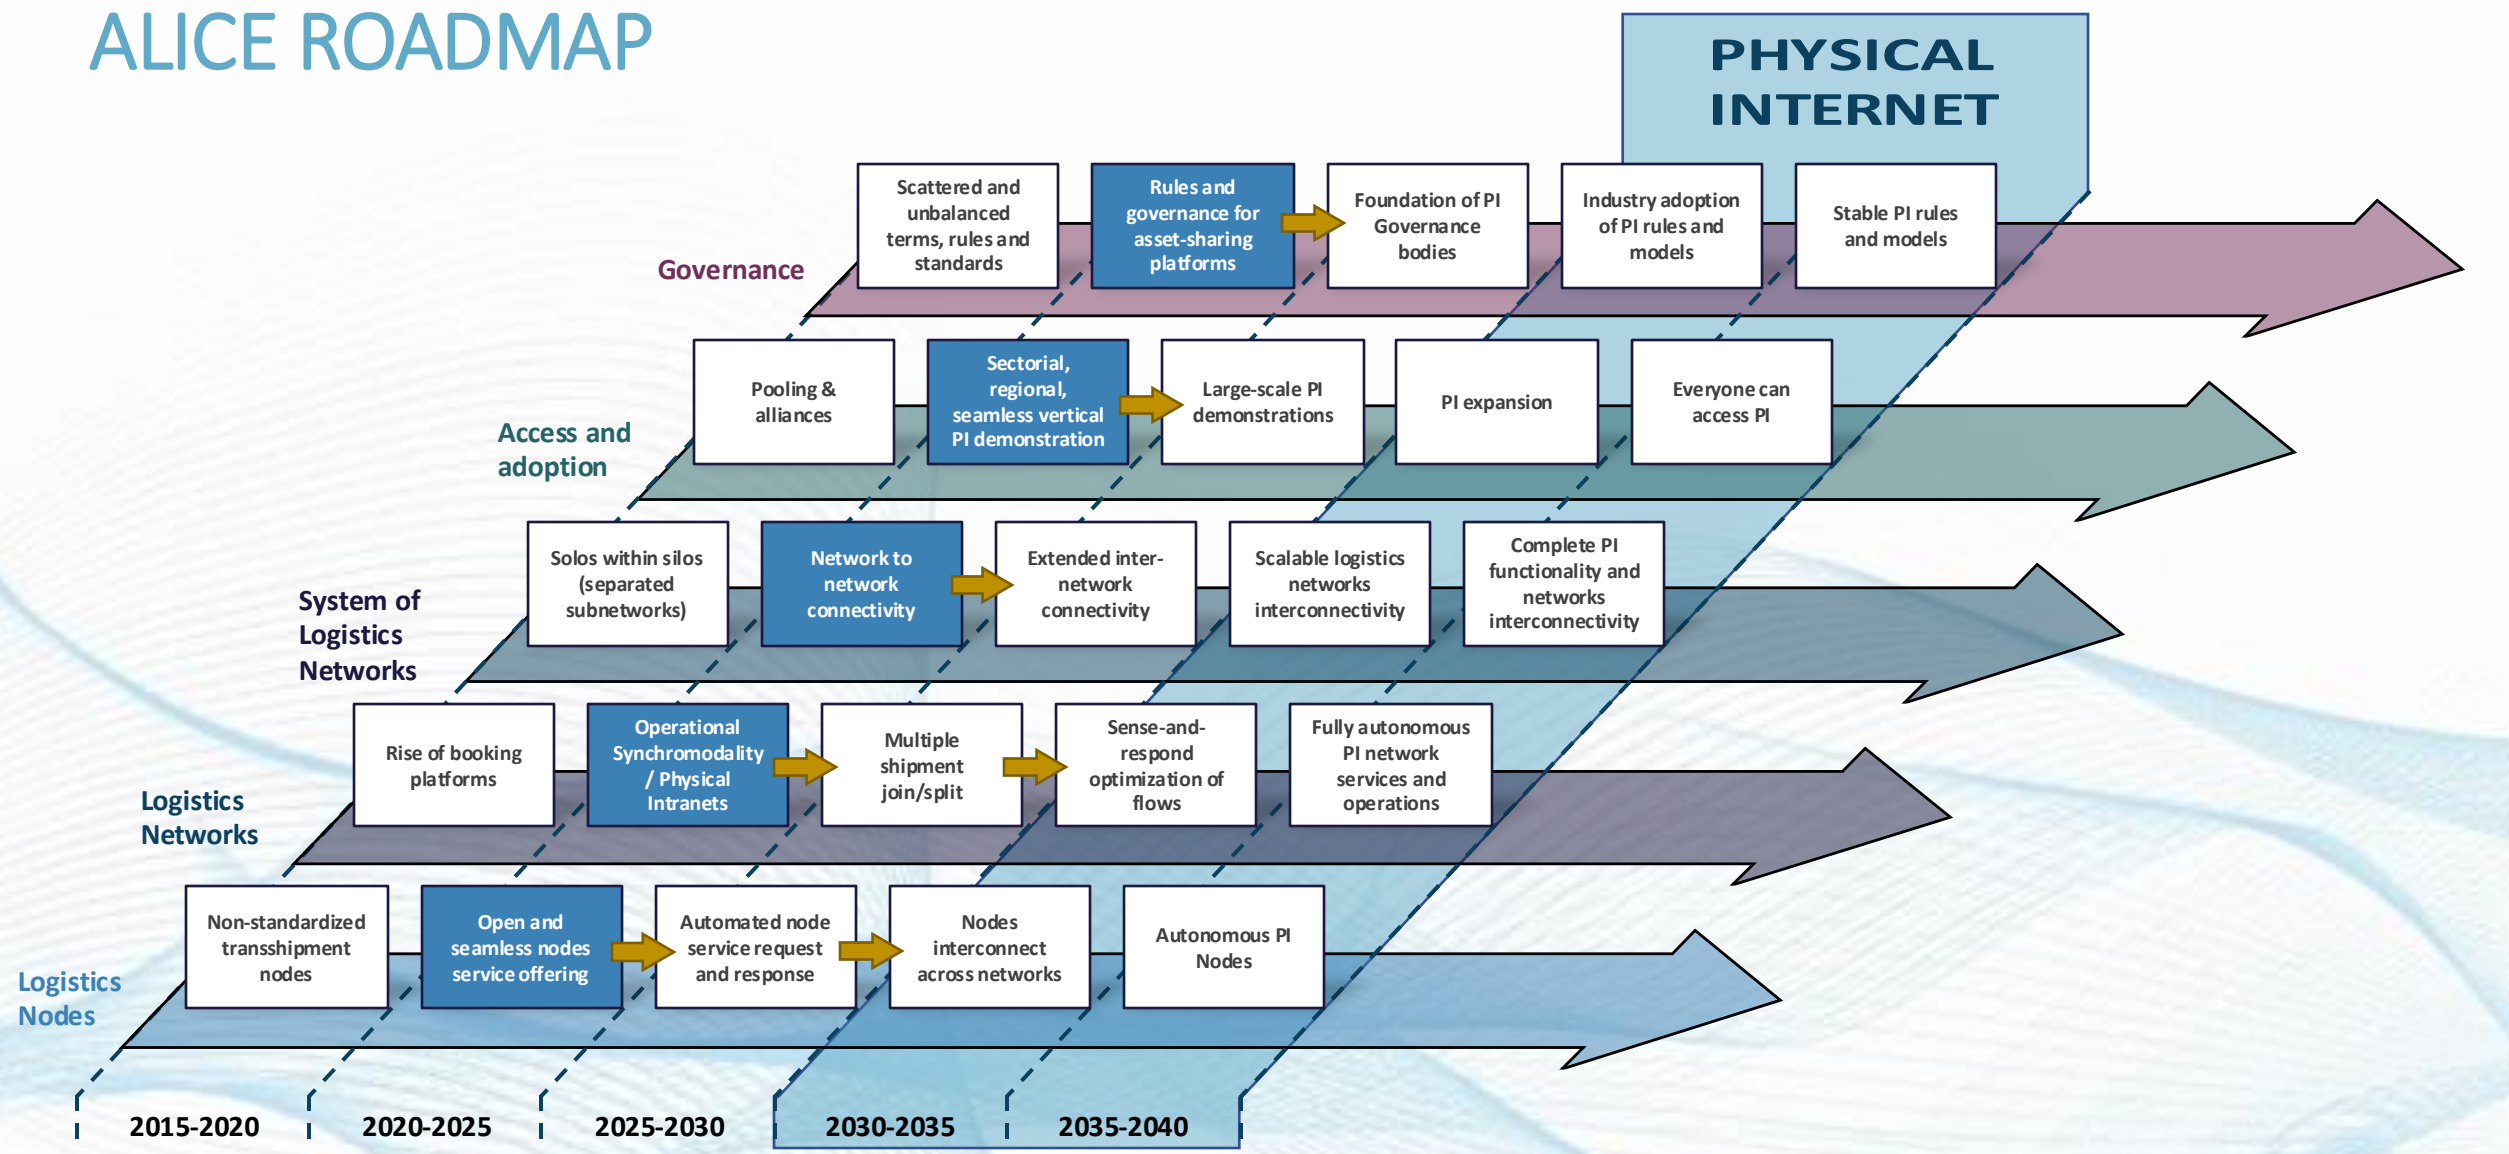 ALICE ROADMAP
PHYSICAL
INTERNET
Governance
Scattered and
unbalanced
terms, rules and
standards
Rules and
governance for
asset-sharing
platforms
Foundation of PI
Governance
bodies
Industry adoption
of PI rules and
models
Stable PI rules
and models
Access and
adoption
Pooling &
alliances
Sectorial,
regional,
seamless vertical
PI demonstration
Large-scale PI
demonstrations
PI expansion
Everyone can
access PI
System of
Logistics
Networks
Solos within silos
(separated
subnetworks)
Network to
network
connectivity
Extended inter-
network
connectivity
Scalable logistics
networks
interconnectivity
Complete PI
functionality and
networks
interconnectivity
Logistics
Networks
Rise of booking
platforms
Operational
Synchromodality
/ Physical
Intranets
Multiple
shipment
join/split
Sense-and-
respond
optimization of
flows
Fully autonomous
PI network
services and
operations
Logistics
Nodes
Non-standardized
transshipment
nodes
Open and
seamless nodes
service offering
Automated node
service request
and response
Nodes
interconnect
across networks
Autonomous PI
Nodes
2015-2020
2020-2025
2025-2030
2030-2035
2035-2040